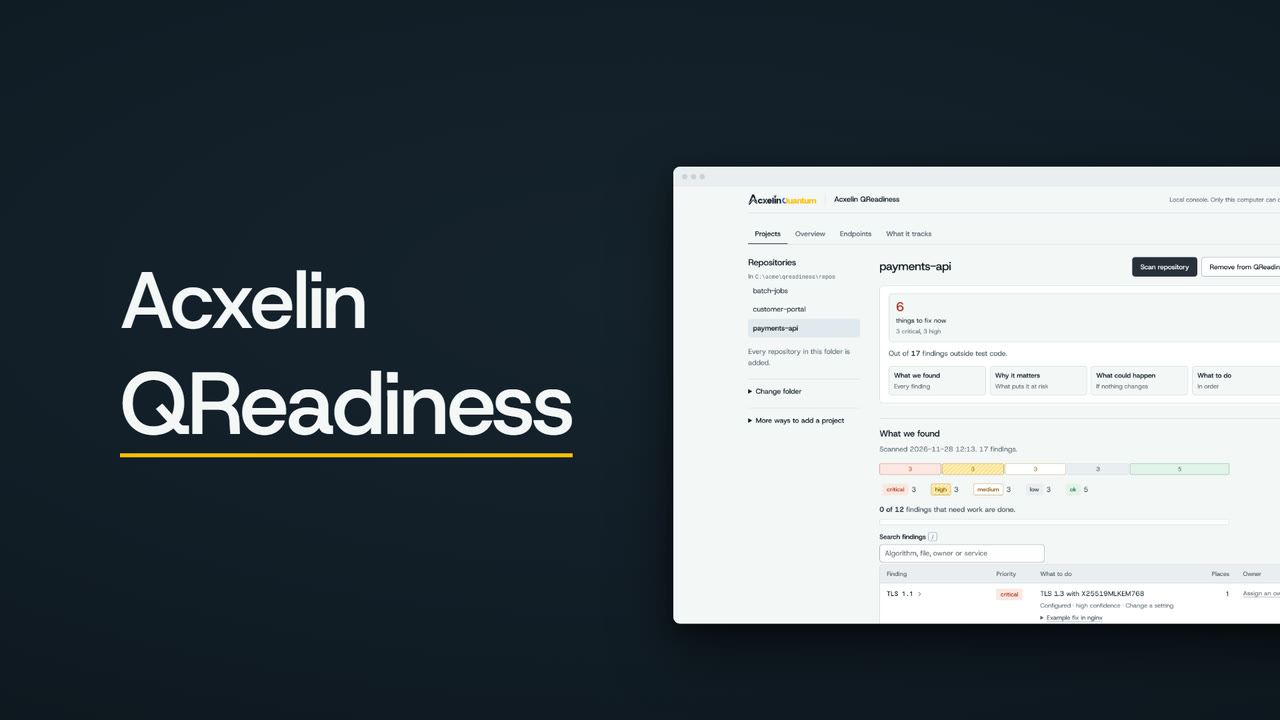 Acxelin
QReadiness
AcxelinQuantum
Acxelin QReadiness
Local console. Only this computer can
Projects
Overview
Endpoints
What it tracks
Repositories
In C:\acme\qreadiness\repos
batch-jobs
customer-portal
payments-api
Every repository in this folder is
added.
▶ Change folder
▶ More ways to add a project
payments-api
Scan repository
Remove from
6
things to fix now
3 critical, 3 high
Out of 17 findings outside test code.
What we found
Every finding
Why it matters
What puts it at risk
What could happen
If nothing changes
What to do
In order
What we found
Scanned 2026-11-28 12:13. 17 findings.
3 3 3 3 5
critical 3 high 3 medium 3 low 3 ok 5
0 of 12 findings that need work are done.
Search findings /
Algorithm, file, owner or service
Finding Priority What to do Places Owner
TLS 1.1 › critical TLS 1.3 with X25519MLKEM768 1 Assign an
Configured · high confidence · Change a setting
▶ Example fix in nginx